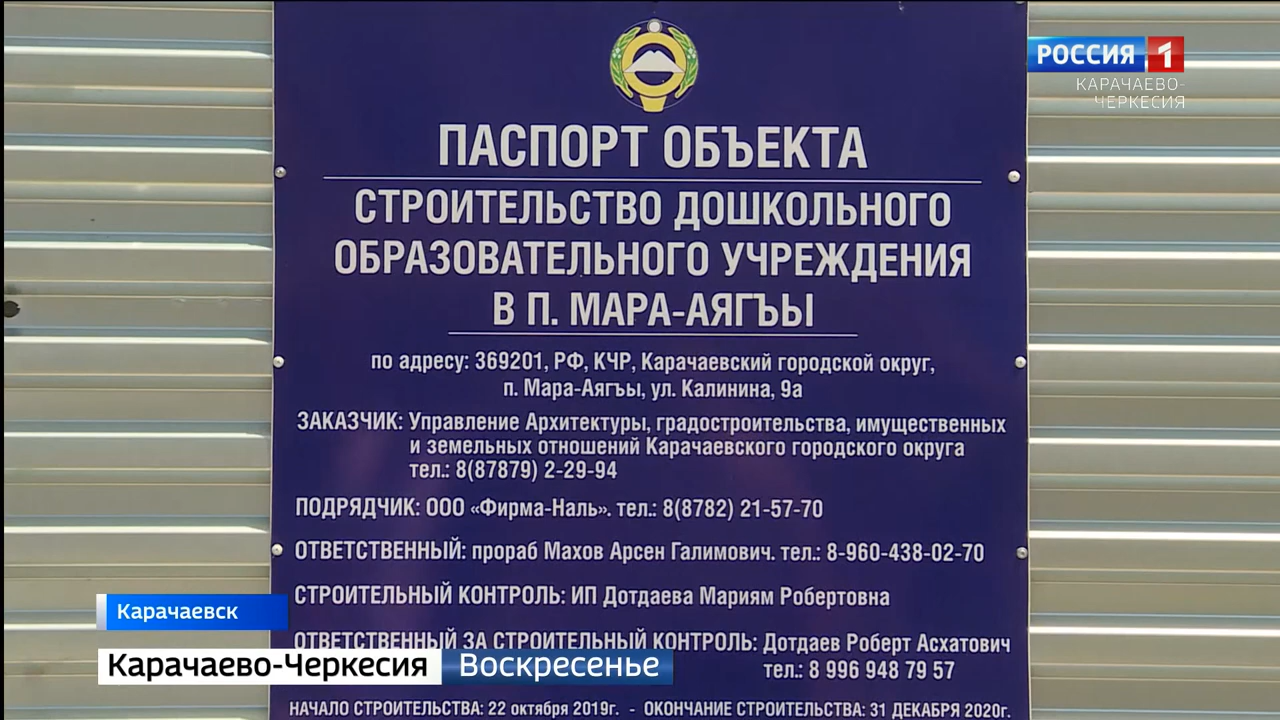 РОССИЯ 1
КАРАЧАЕВО-
ЧЕРКЕСИЯ
ПАСПОРТ ОБЪЕКТА
СТРОИТЕЛЬСТВО ДОШКОЛЬНОГО
ОБРАЗОВАТЕЛЬНОГО УЧРЕЖДЕНИЯ
В П. МАРА-АЯГЪЫ
по адресу: 369201, РФ, КЧР, Карачаевский городской округ,
п. Мара-Аягъы, ул. Калинина, 9а
ЗАКАЗЧИК: Управление Архитектуры, градостроительства, имущественных
и земельных отношений Карачаевского городского округа
тел.: 8(87879) 2-29-94
ПОДРЯДЧИК: ООО «Фирма-Наль». тел.: 8(8782) 21-57-70
ОТВЕТСТВЕННЫЙ: прораб Махов Арсен Галимович. тел.: 8-960-438-02-70
СТРОИТЕЛЬНЫЙ КОНТРОЛЬ: ИП Дотдаева Мариям Робертовна
Карачаевск
ОТВЕТСТВЕННЫЙ ЗА СТРОИТЕЛЬНЫЙ КОНТРОЛЬ: Дотдаев Роберт Асхатович
Карачаево-Черкесия Воскресенье
тел.: 8 996 948 79 57
НАЧАЛО СТРОИТЕЛЬСТВА: 22 октября 2019г. - ОКОНЧАНИЕ СТРОИТЕЛЬСТВА: 31 ДЕКАБРЯ 2020г.